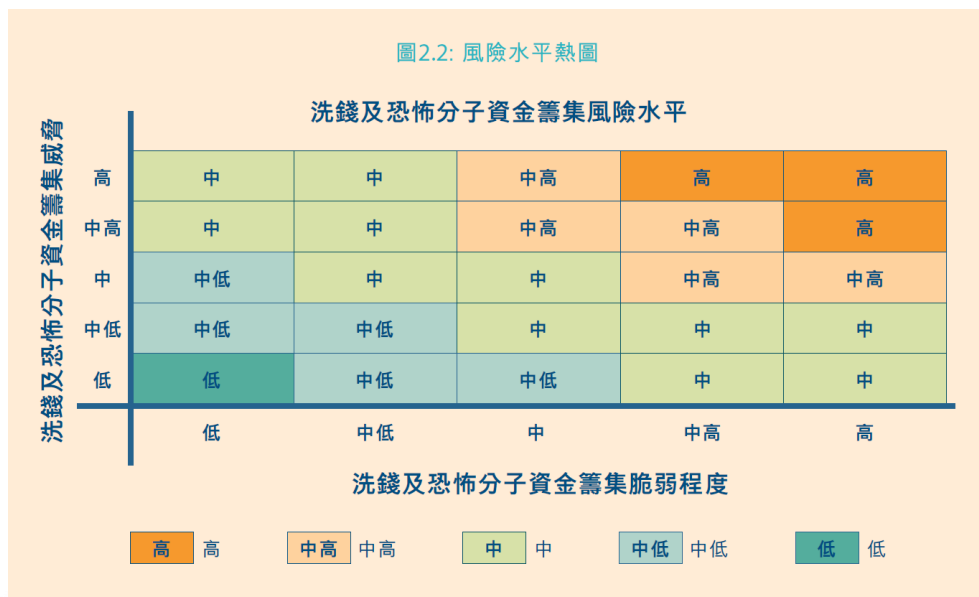 圖2.2: 風險水平熱圖
洗錢及恐怖分子資金籌集風險水平
洗錢及恐怖分子資金籌集威脅
高 中 中 中高 高 高
中高 中 中 中高 中高 高
中 中低 中 中 中高 中高
中低 中低 中低 中 中 中
低 低 中低 中低 中 中
低 中低 中 中高 高
洗錢及恐怖分子資金籌集脆弱程度
高 高 中高 中高 中 中 中低 中低 低 低